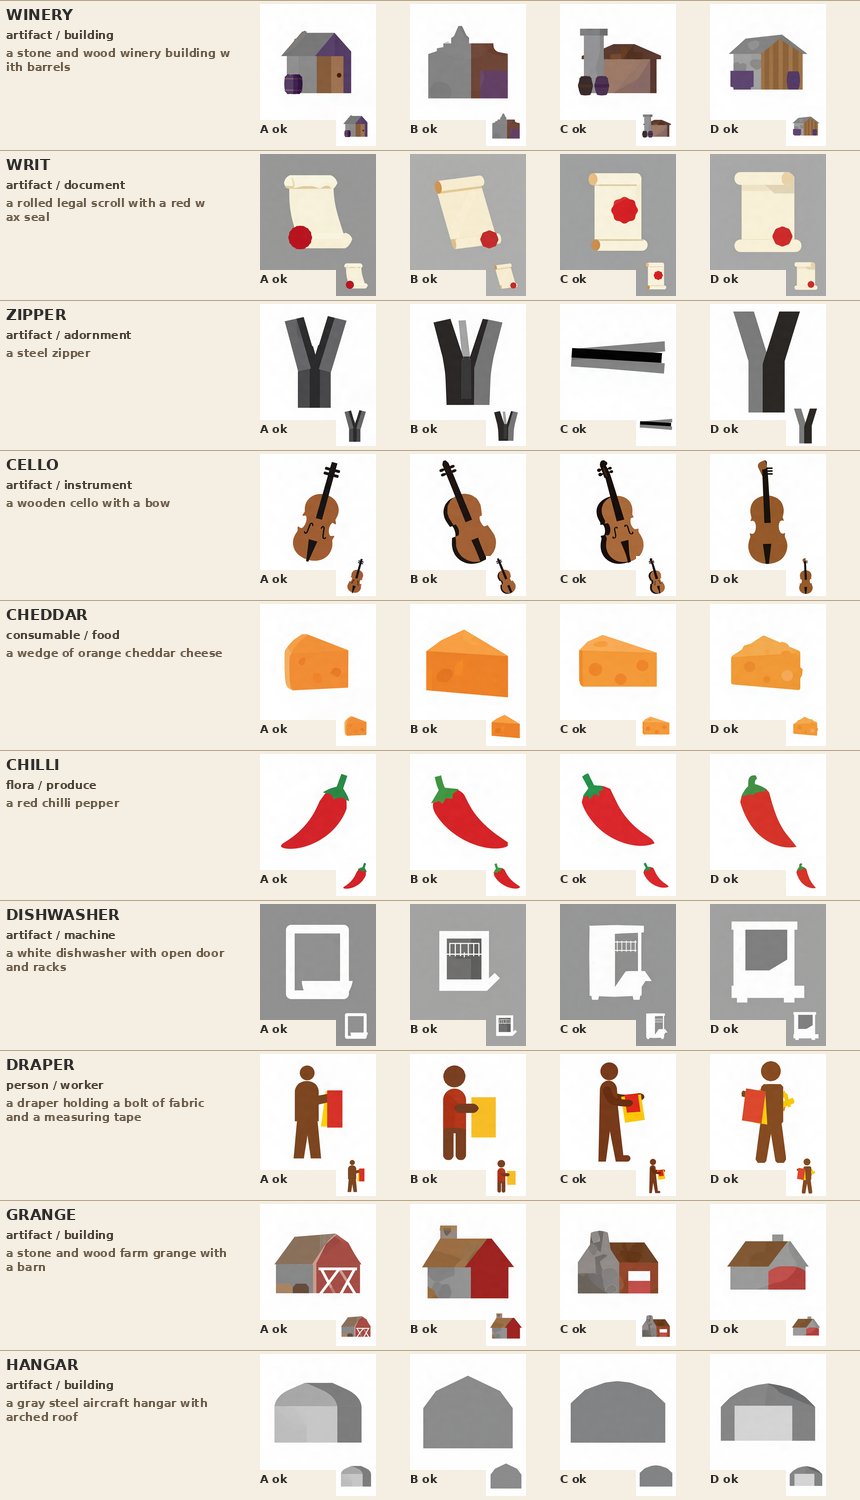 WINERY
artifact / building
a stone and wood winery building w
ith barrels
A ok
B ok
C ok
D ok
WRIT
artifact / document
a rolled legal scroll with a red w
ax seal
A ok
B ok
C ok
D ok
ZIPPER
artifact / adornment
a steel zipper
A ok
B ok
C ok
D ok
CELLO
artifact / instrument
a wooden cello with a bow
A ok
B ok
C ok
D ok
CHEDDAR
consumable / food
a wedge of orange cheddar cheese
A ok
B ok
C ok
D ok
CHILLI
flora / produce
a red chilli pepper
A ok
B ok
C ok
D ok
DISHWASHER
artifact / machine
a white dishwasher with open door
and racks
A ok
B ok
C ok
D ok
DRAPER
person / worker
a draper holding a bolt of fabric
and a measuring tape
A ok
B ok
C ok
D ok
GRANGE
artifact / building
a stone and wood farm grange with
a barn
A ok
B ok
C ok
D ok
HANGAR
artifact / building
a gray steel aircraft hangar with
arched roof
A ok
B ok
C ok
D ok